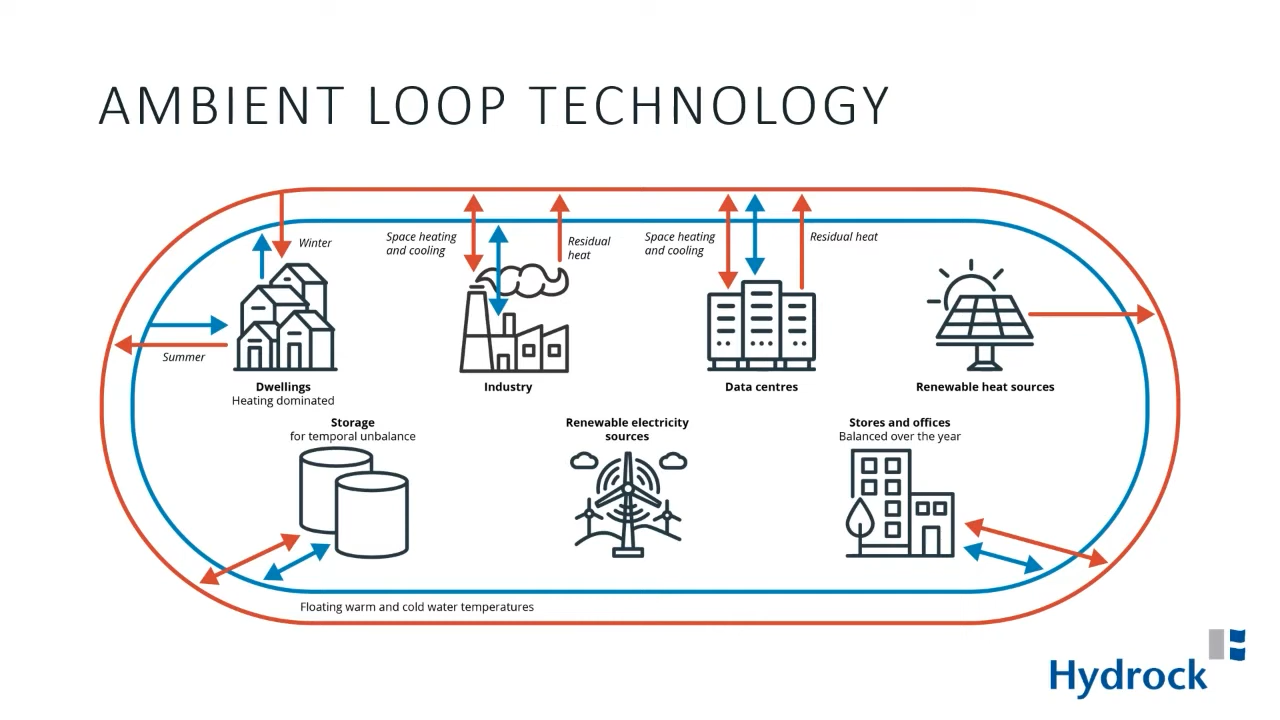 AMBIENT LOOP TECHNOLOGY
Winter
Summer
Space heating
and cooling
Residual
heat
Space heating
and cooling
Residual heat
Dwellings
Heating dominated
Industry
Data centres
Renewable heat sources
Storage
for temporal unbalance
Renewable electricity
sources
Stores and offices
Balanced over the year
Floating warm and cold water temperatures
Hydrock